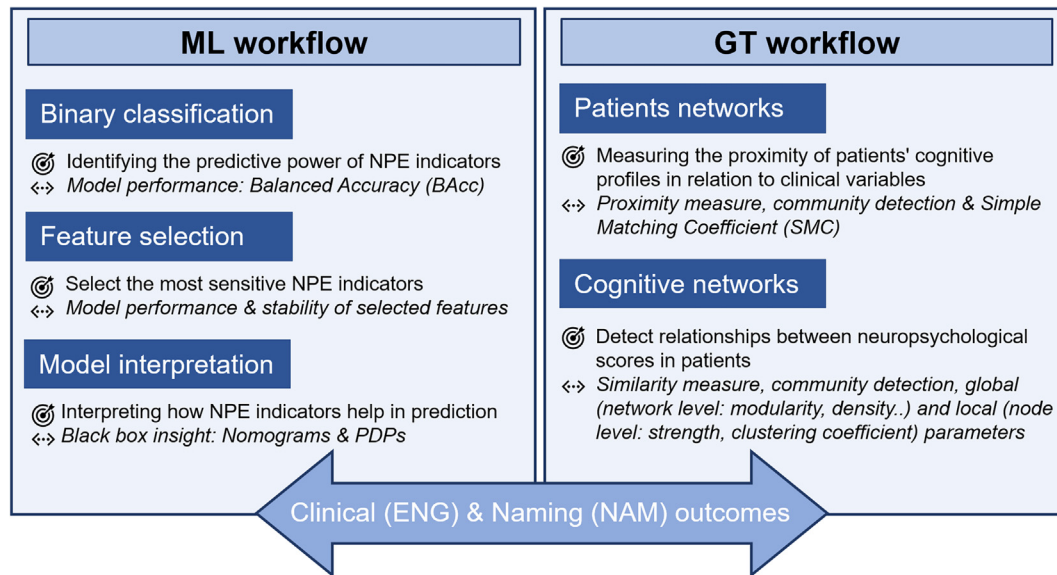 ML workflow
Binary classification
Identifying the predictive power of NPE indicators
Model performance: Balanced Accuracy (BAcc)
Feature selection
Select the most sensitive NPE indicators
Model performance & stability of selected features
Model interpretation
Interpreting how NPE indicators help in prediction
Black box insight: Nomograms & PDPs
GT workflow
Patients networks
Measuring the proximity of patients' cognitive
profiles in relation to clinical variables
Proximity measure, community detection & Simple
Matching Coefficient (SMC)
Cognitive networks
Detect relationships between neuropsychological
scores in patients
Similarity measure, community detection, global
(network level: modularity, density..) and local (node
level: strength, clustering coefficient) parameters
Clinical (ENG) & Naming (NAM) outcomes